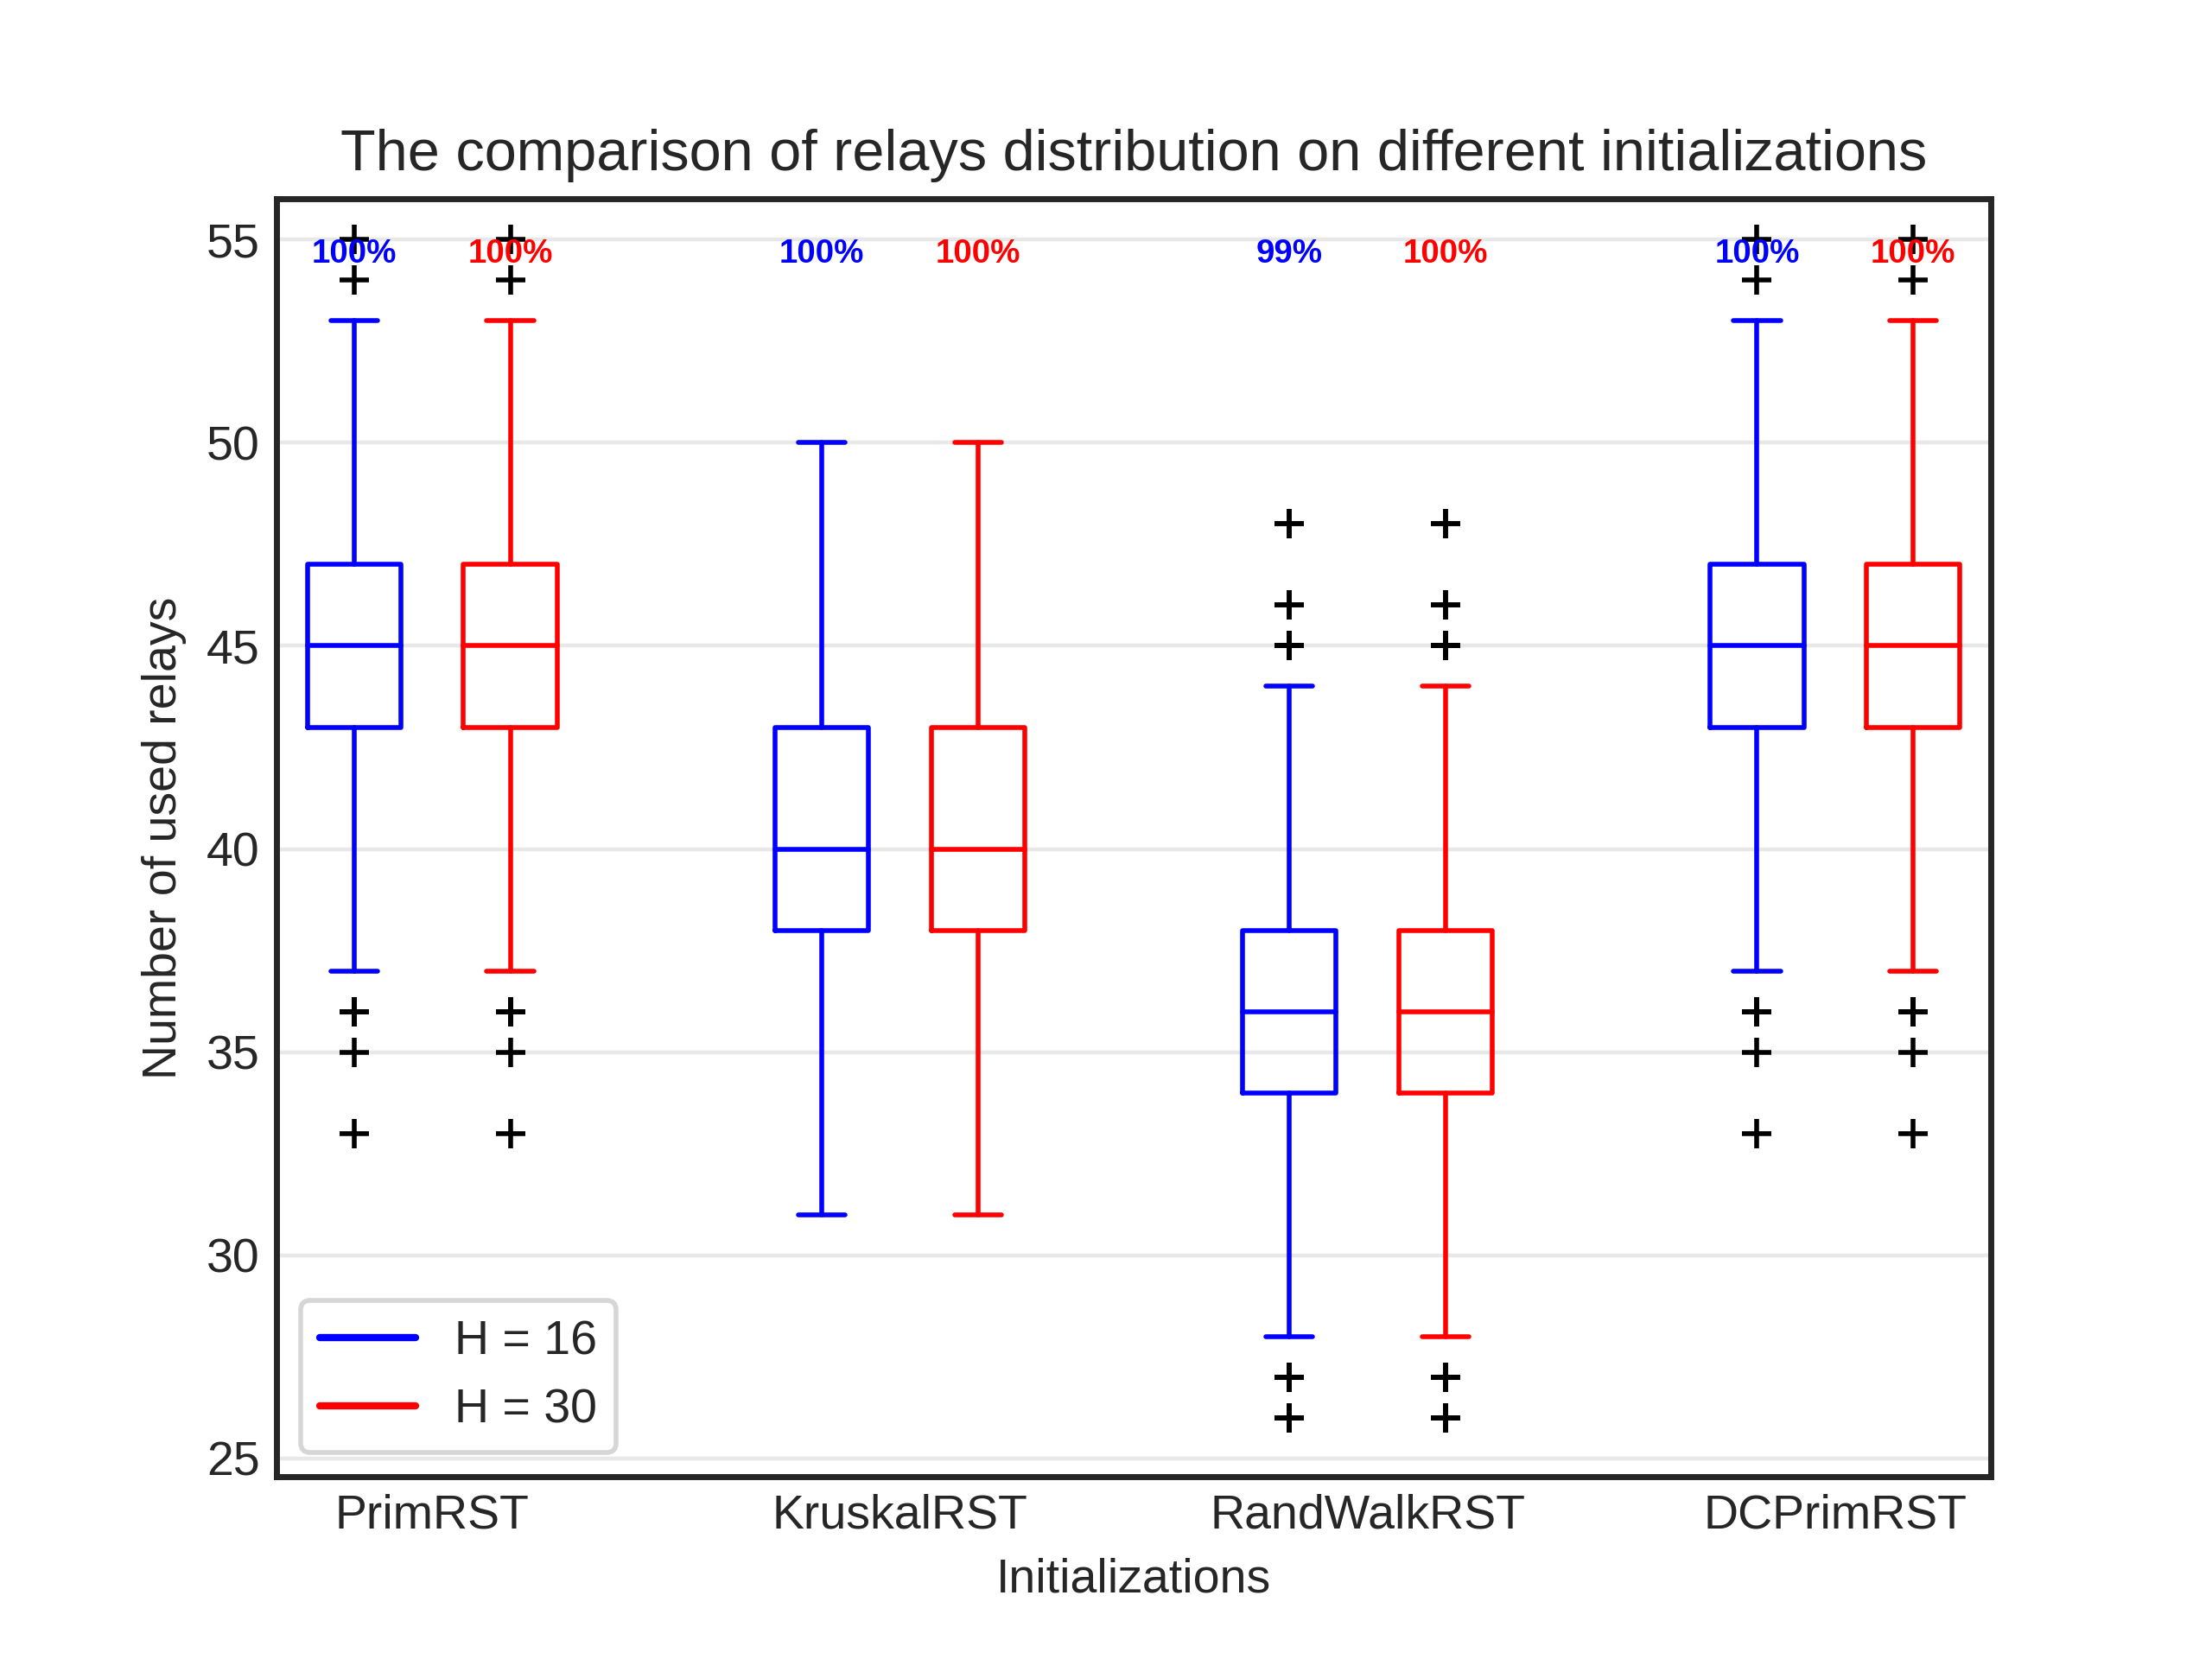 The comparison of relays distribution on different initializations
55
50
45
40
35
30
25
Number of used relays
100% 100% 100% 100% 99% 100% 100% 100%
H = 16
H = 30
PrimRST KruskalRST RandWalkRST DCPrimRST
Initializations